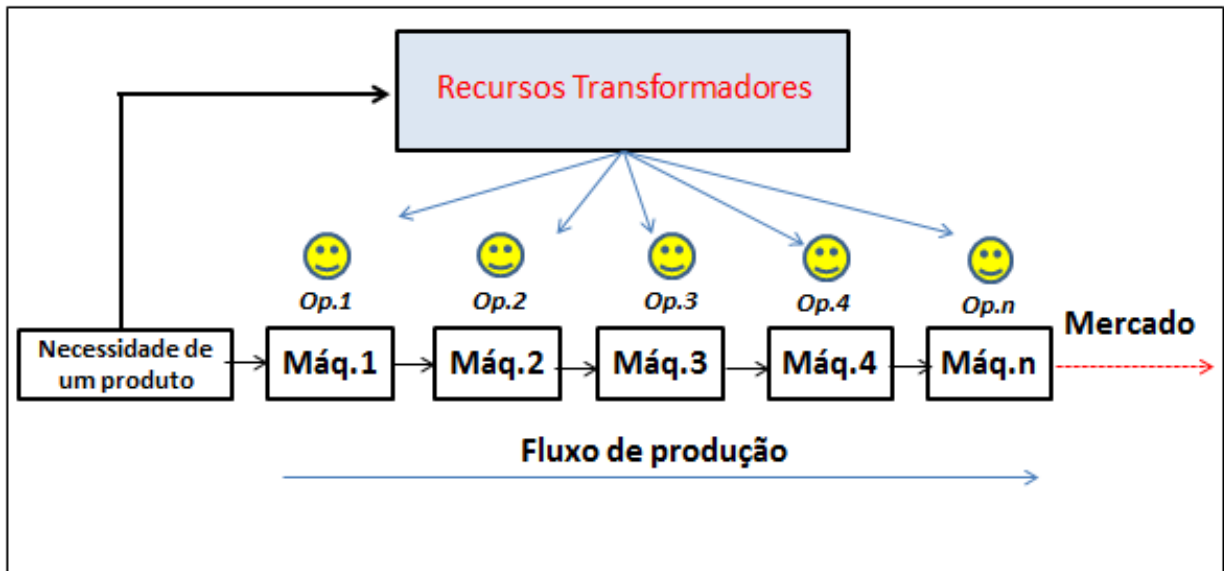 Recursos Transformadores
Op.1
Op.2
Op.3
Op.4
Op.n
Necessidade de
um produto
Máq.1
Máq.2
Máq.3
Máq.4
Máq.n
Mercado
Fluxo de produção